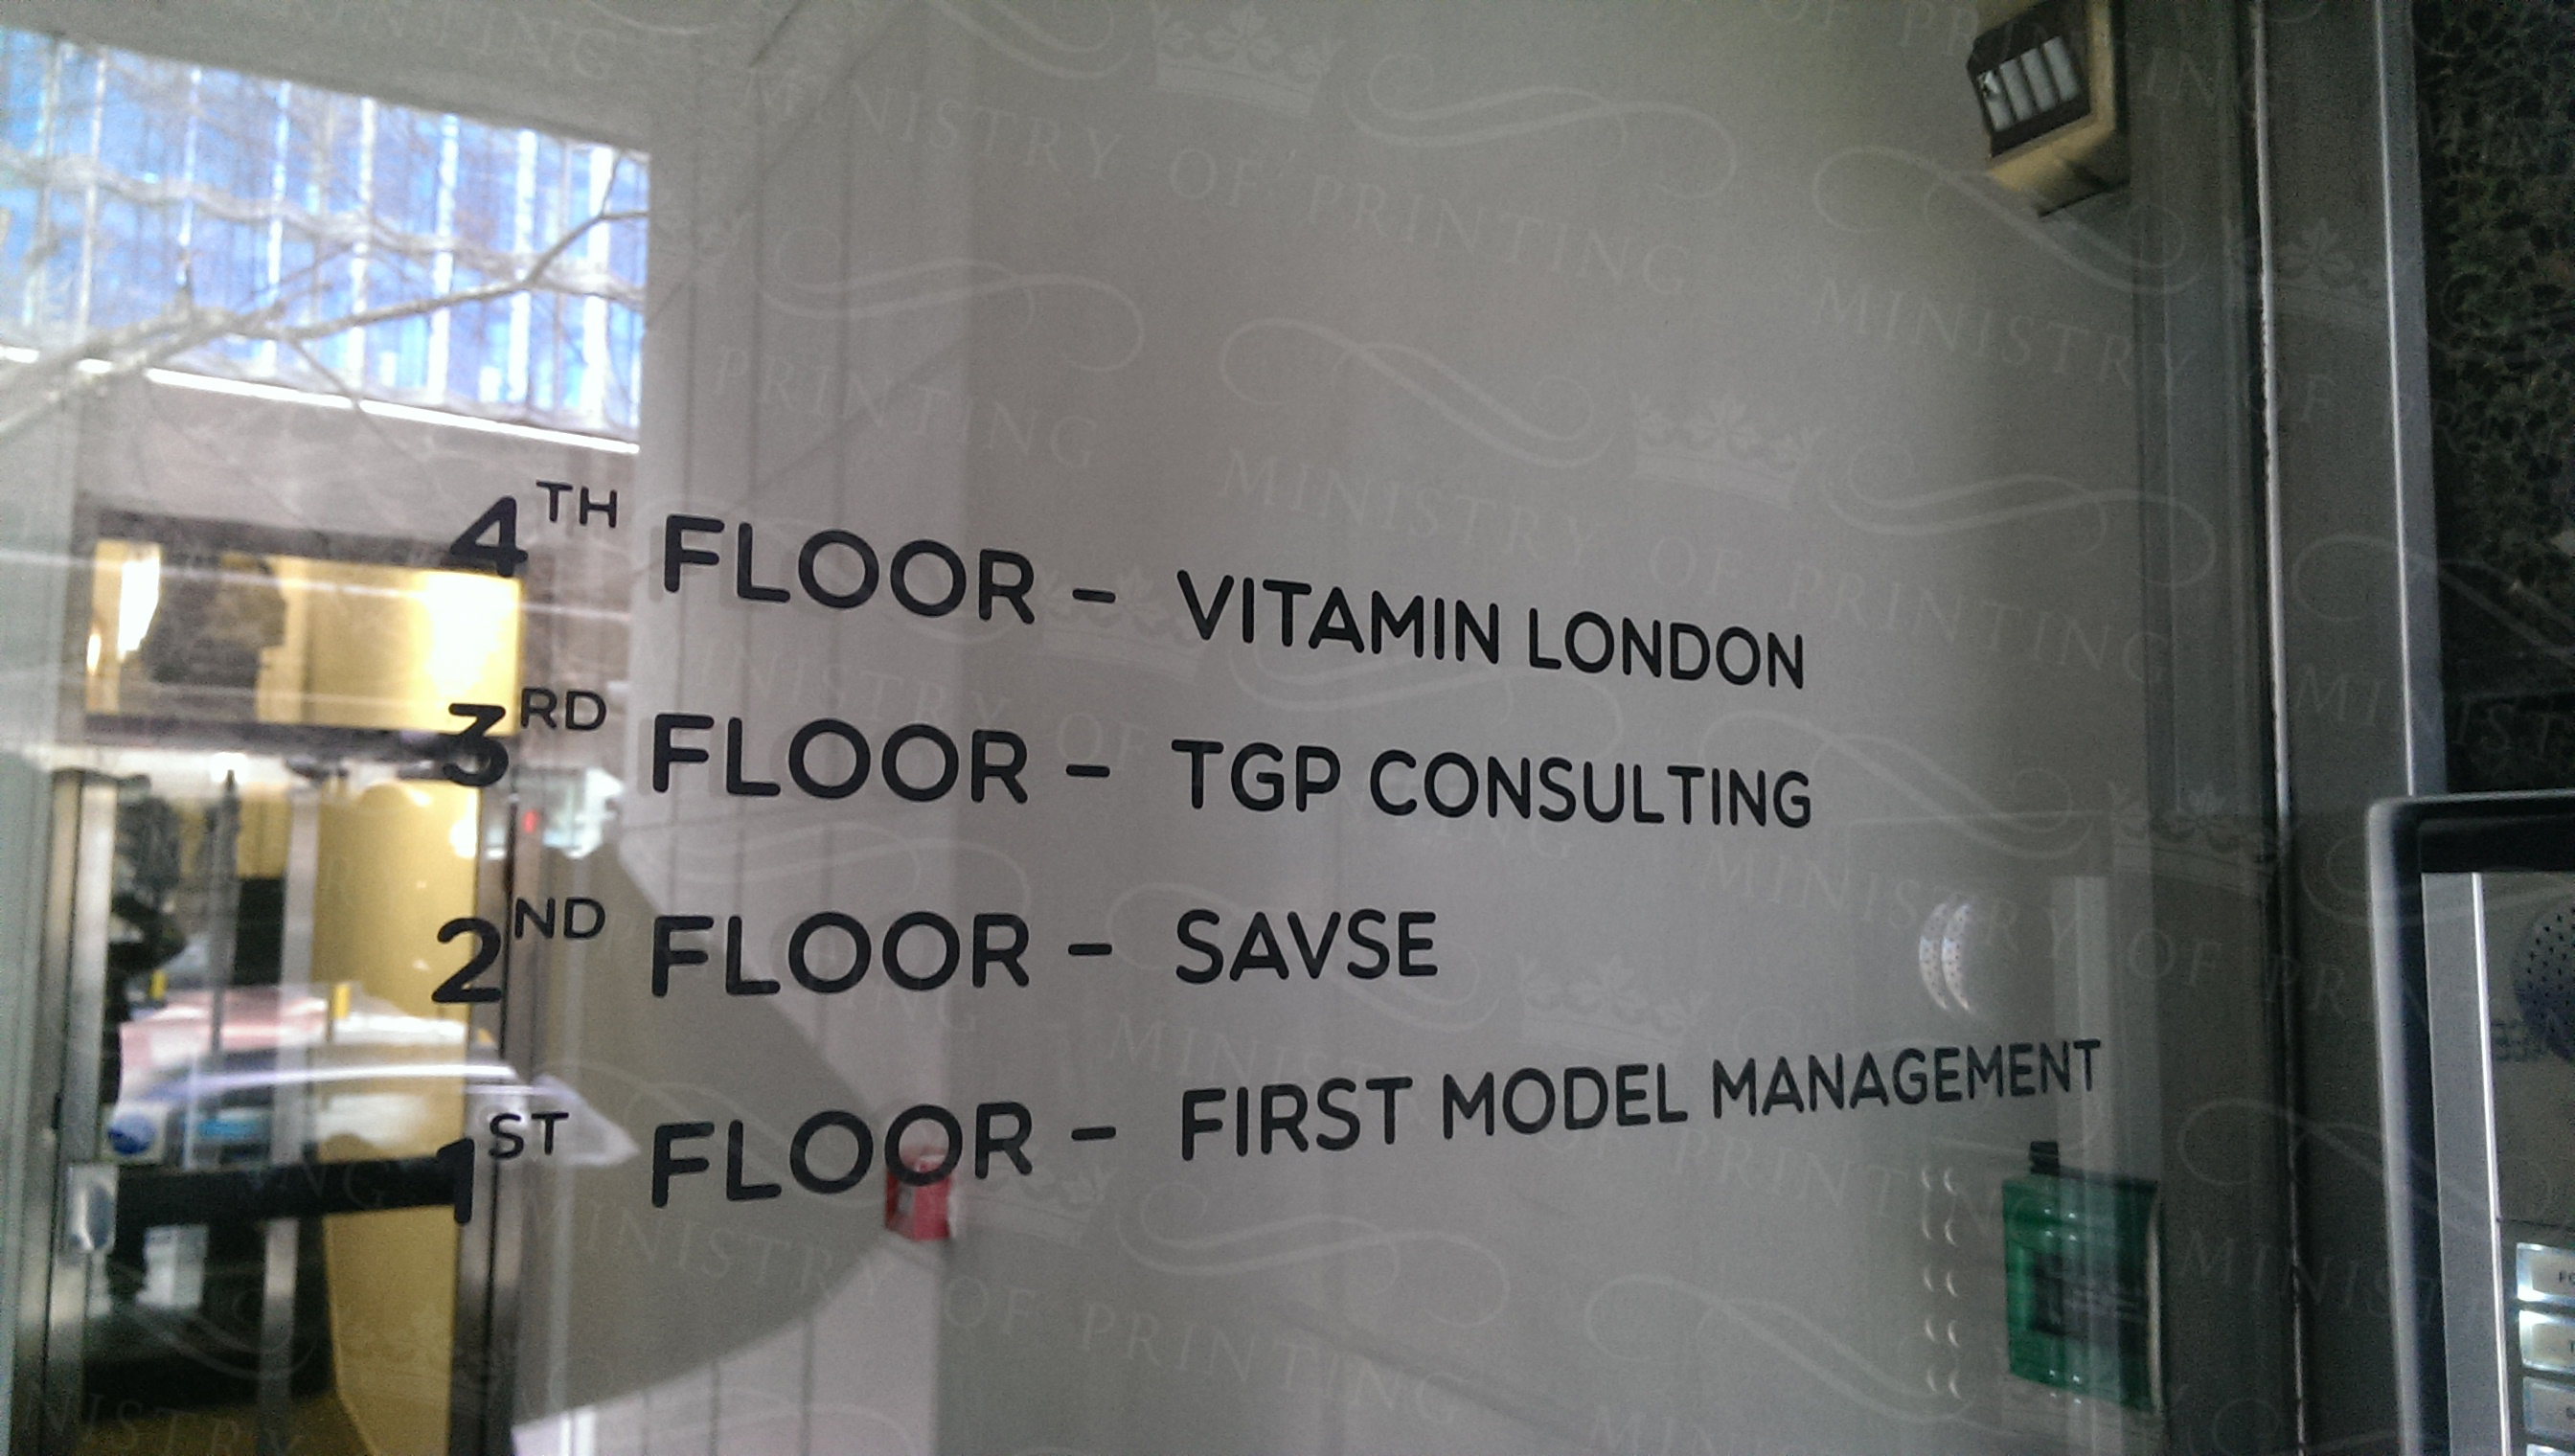 4TH FLOOR – VITAMIN LONDON
3RD FLOOR – TGP CONSULTING
2ND FLOOR – SAVSE
1ST FLOOR – FIRST MODEL MANAGEMENT
MINISTRY OF PRINTING